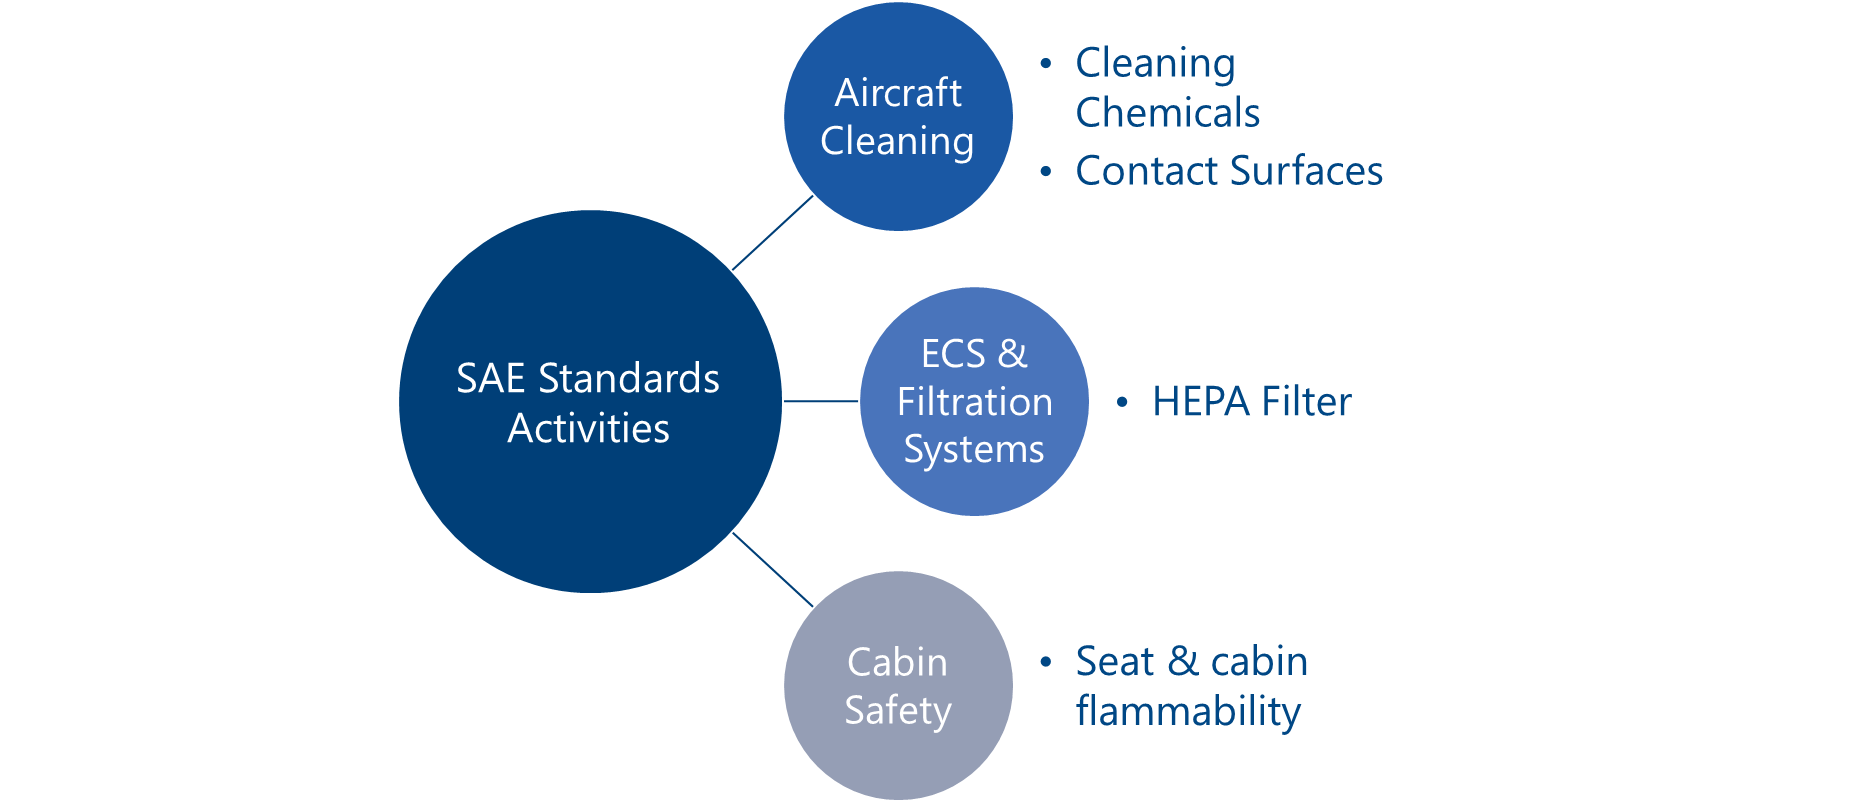 Aircraft
Cleaning
• Cleaning
Chemicals
• Contact Surfaces
SAE Standards
Activities
ECS &
Filtration
Systems
• HEPA Filter
Cabin
Safety
• Seat & cabin
flammability